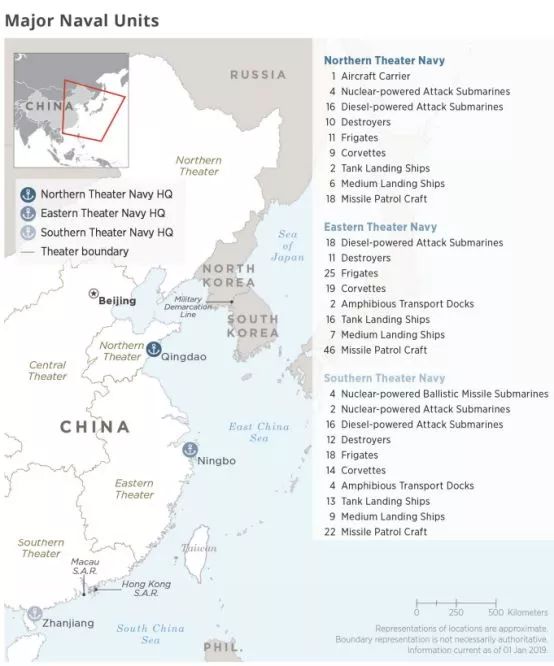 Major Naval Units
CHINA
RUSSIA
Northern
Theater
Northern Theater Navy HQ
Eastern Theater Navy HQ
Southern Theater Navy HQ
Theater boundary
Sea
of
Japan
NORTH
KOREA
Beijing
Military
Demarcation
Line
SOUTH
KOREA
Northern
Theater
Qingdao
Central
Theater
CHINA
East China
Sea
Ningbo
Eastern
Theater
Southern
Theater
Taiwan
Macau
S.A.R.
Hong Kong
S.A.R.
Zhanjiang
South China
Sea
PHIL.
Northern Theater Navy
1 Aircraft Carrier
4 Nuclear-powered Attack Submarines
16 Diesel-powered Attack Submarines
10 Destroyers
11 Frigates
9 Corvettes
2 Tank Landing Ships
6 Medium Landing Ships
18 Missile Patrol Craft
Eastern Theater Navy
18 Diesel-powered Attack Submarines
11 Destroyers
25 Frigates
19 Corvettes
2 Amphibious Transport Docks
16 Tank Landing Ships
7 Medium Landing Ships
46 Missile Patrol Craft
Southern Theater Navy
4 Nuclear-powered Ballistic Missile Submarines
2 Nuclear-powered Attack Submarines
16 Diesel-powered Attack Submarines
12 Destroyers
18 Frigates
14 Corvettes
4 Amphibious Transport Docks
13 Tank Landing Ships
9 Medium Landing Ships
22 Missile Patrol Craft
0 250 500 Kilometers
Representations of locations are approximate.
Boundary representation is not necessarily authoritative.
Information current as of 01 Jan 2019.